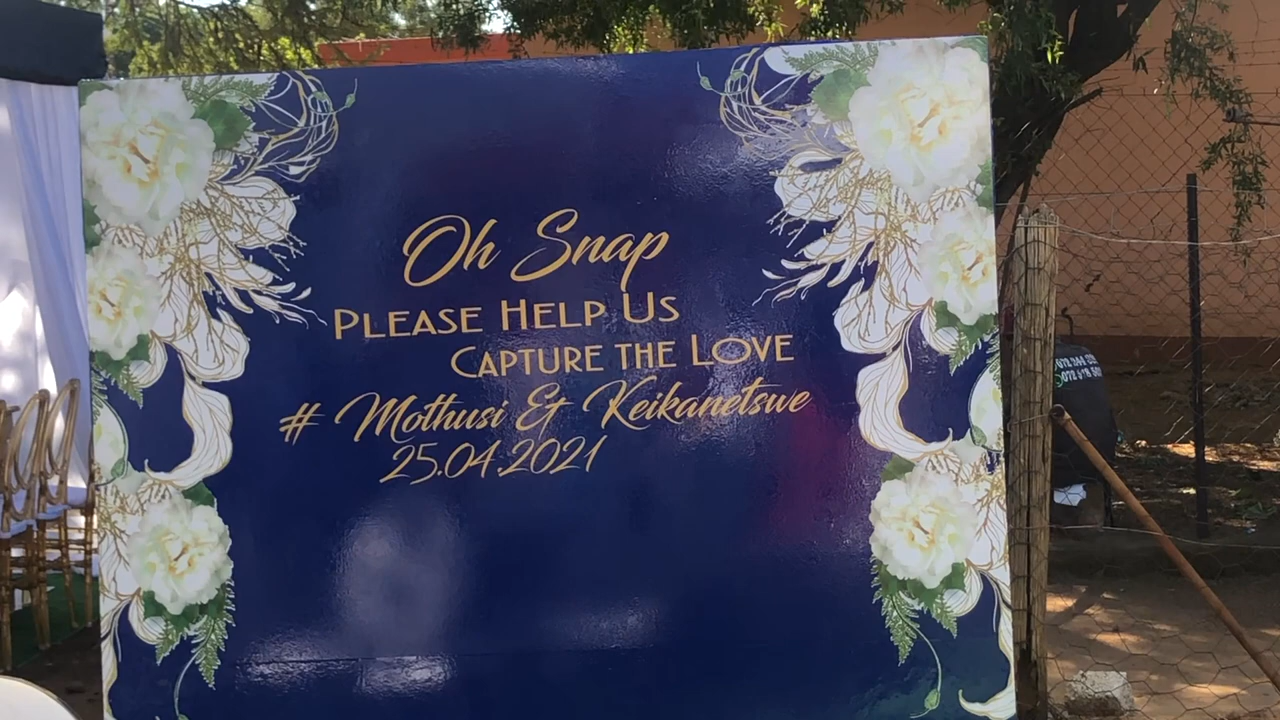 Oh Snap
PLEASE HELP US
CAPTURE THE LOVE
# Mothusi & Keikanetswe
25.04.2021